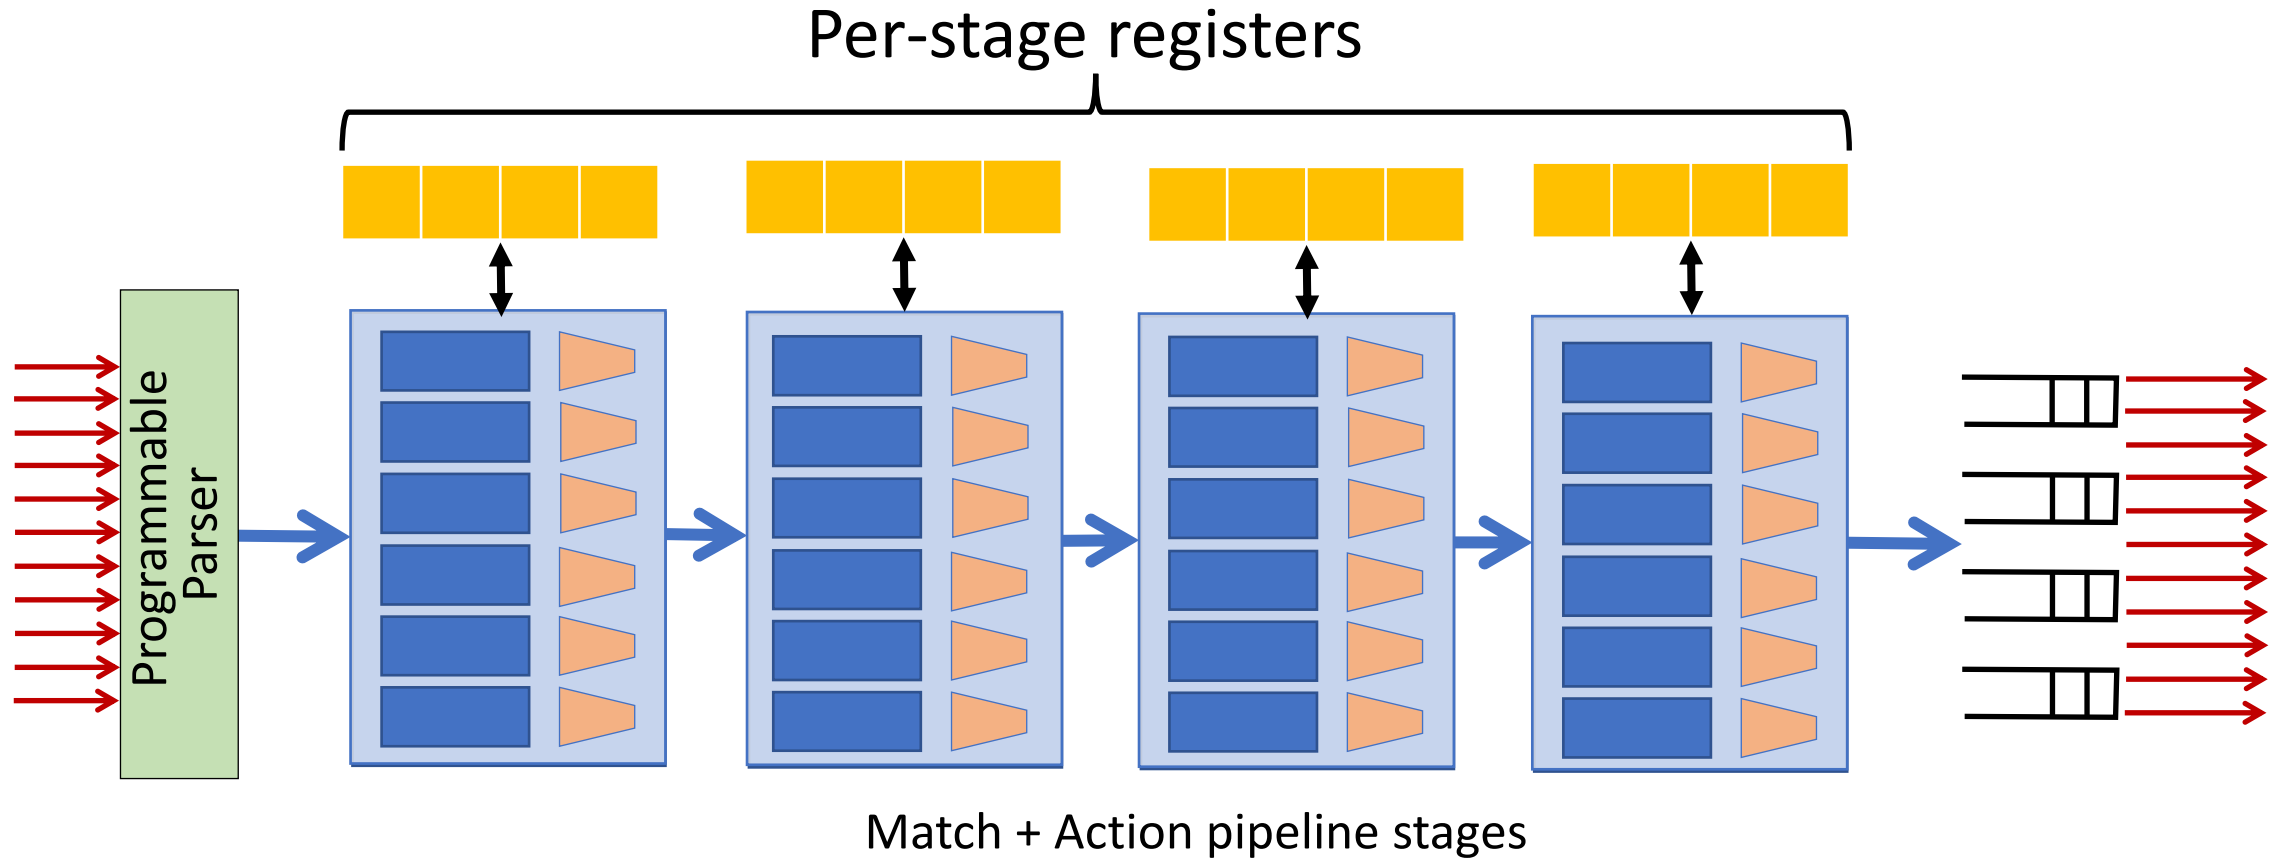 Per-stage registers
Programmable
Parser
Match + Action pipeline stages